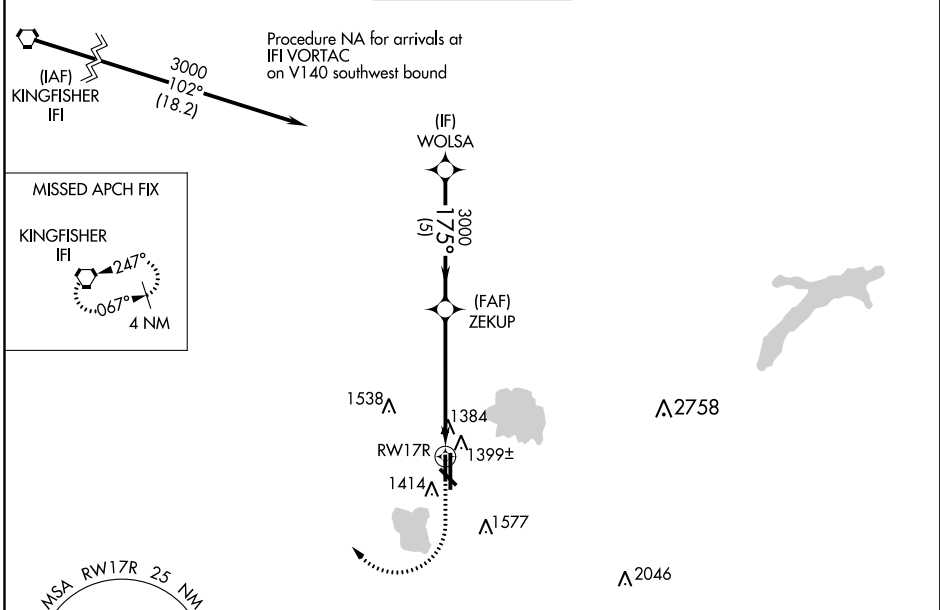 Procedure NA for arrivals at
IFI VORTAC
on V140 southwest bound
(IAF)
KINGFISHER
IFI
3000
102°
(18.2)
(IF)
WOLSA
3000
175°
(5)
(FAF)
ZEKUP
MISSED APCH FIX
KINGFISHER
IFI
247°
067°
4 NM
1538
1384
2758
RW17R
1399±
1414
1577
2046
MSA RW17R 25 NM